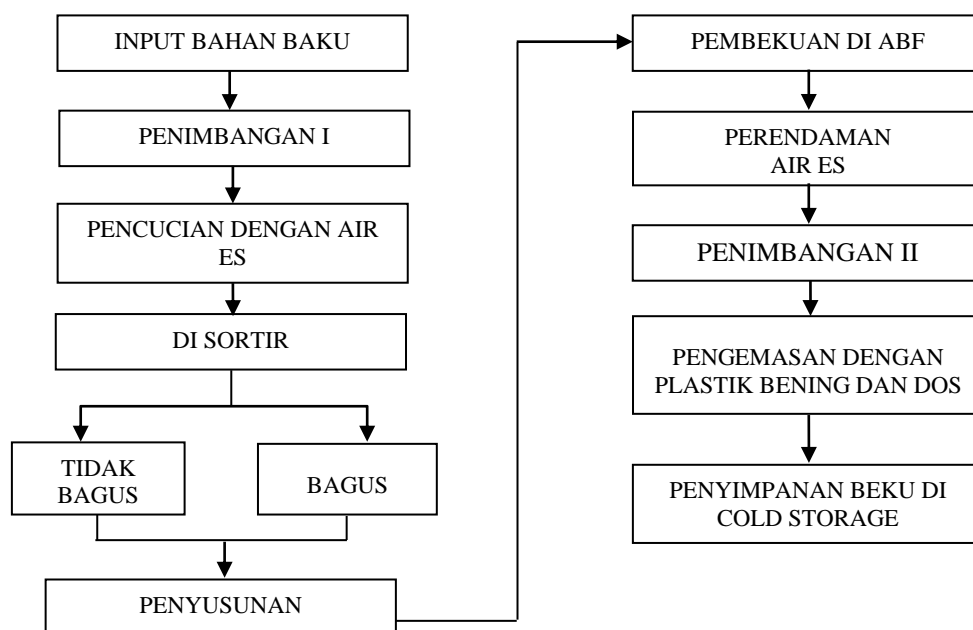 INPUT BAHAN BAKU
PENIMBANGAN I
PENCUCIAN DENGAN AIR
ES
DI SORTIR
TIDAK
BAGUS
BAGUS
PENYUSUNAN
PEMBEKUAN DI ABF
PERENDAMAN
AIR ES
PENIMBANGAN II
PENGEMASAN DENGAN
PLASTIK BENING DAN DOS
PENYIMPANAN BEKU DI
COLD STORAGE